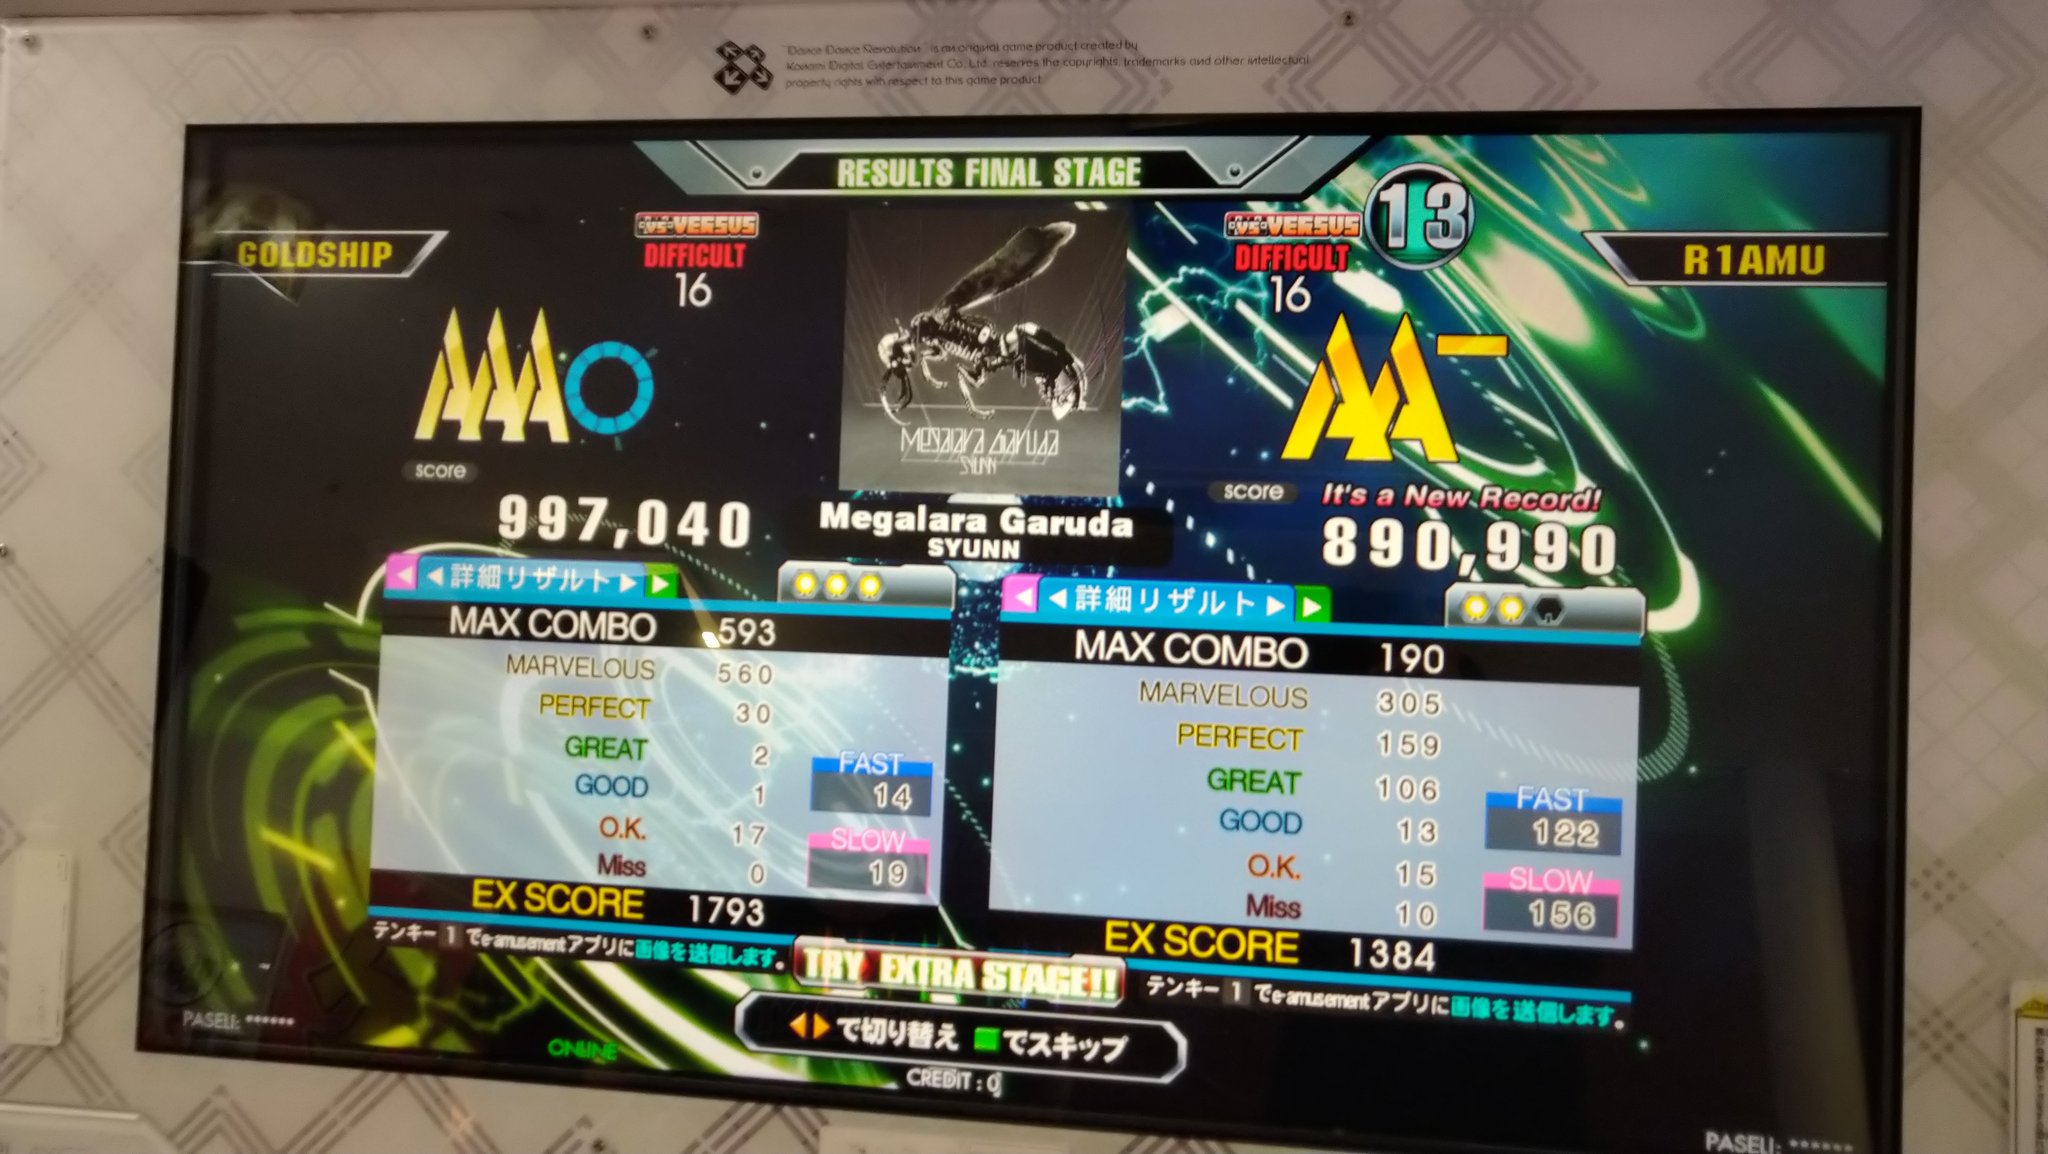 "Dance Dance Revolution" is an original game product created by
Konami Digital Entertainment Co., Ltd. reserves the copyrights, trademarks and other intellectual
property rights with respect to this game product.
RESULTS FINAL STAGE
13
GOLDSHIP
VS VERSUS
DIFFICULT
16
VS VERSUS
DIFFICULT
16
R1AMU
AAA
AA-
MEGALARA GARUDA
SYUNN
score
997,040
Megalara Garuda
SYUNN
score
It's a New Record!
890,990
詳細リザルト
MAX COMBO 593
MARVELOUS 560
PERFECT 30
GREAT 2
GOOD 1
O.K. 17
Miss 0
FAST
14
SLOW
19
EX SCORE 1793
テンキー 1 でe-amusementアプリに画像を送信します。
詳細リザルト
MAX COMBO 190
MARVELOUS 305
PERFECT 159
GREAT 106
GOOD 13
O.K. 15
Miss 10
FAST
122
SLOW
156
EX SCORE 1384
テンキー 1 でe-amusementアプリに画像を送信します。
TRY EXTRA STAGE!!
で切り替え でスキップ
PASELI: ******
ONLINE
CREDIT : 0
PASELI: ******